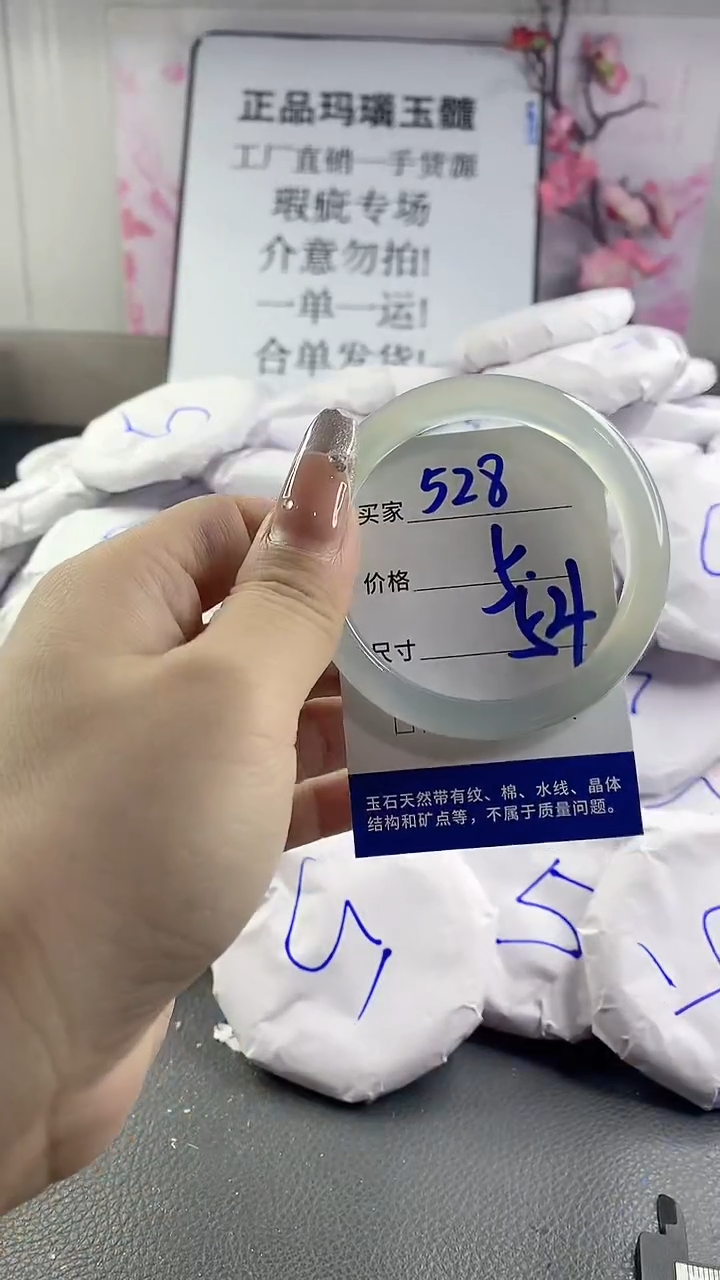 正品玛瑙玉髓
工厂直销一手货源
瑕疵专场
介意勿拍!
一单一运!
合单发货!
5
买家 528
价格
尺寸 54
玉石天然带有纹、棉、水线、晶体
结构和矿点等，不属于质量问题。
5